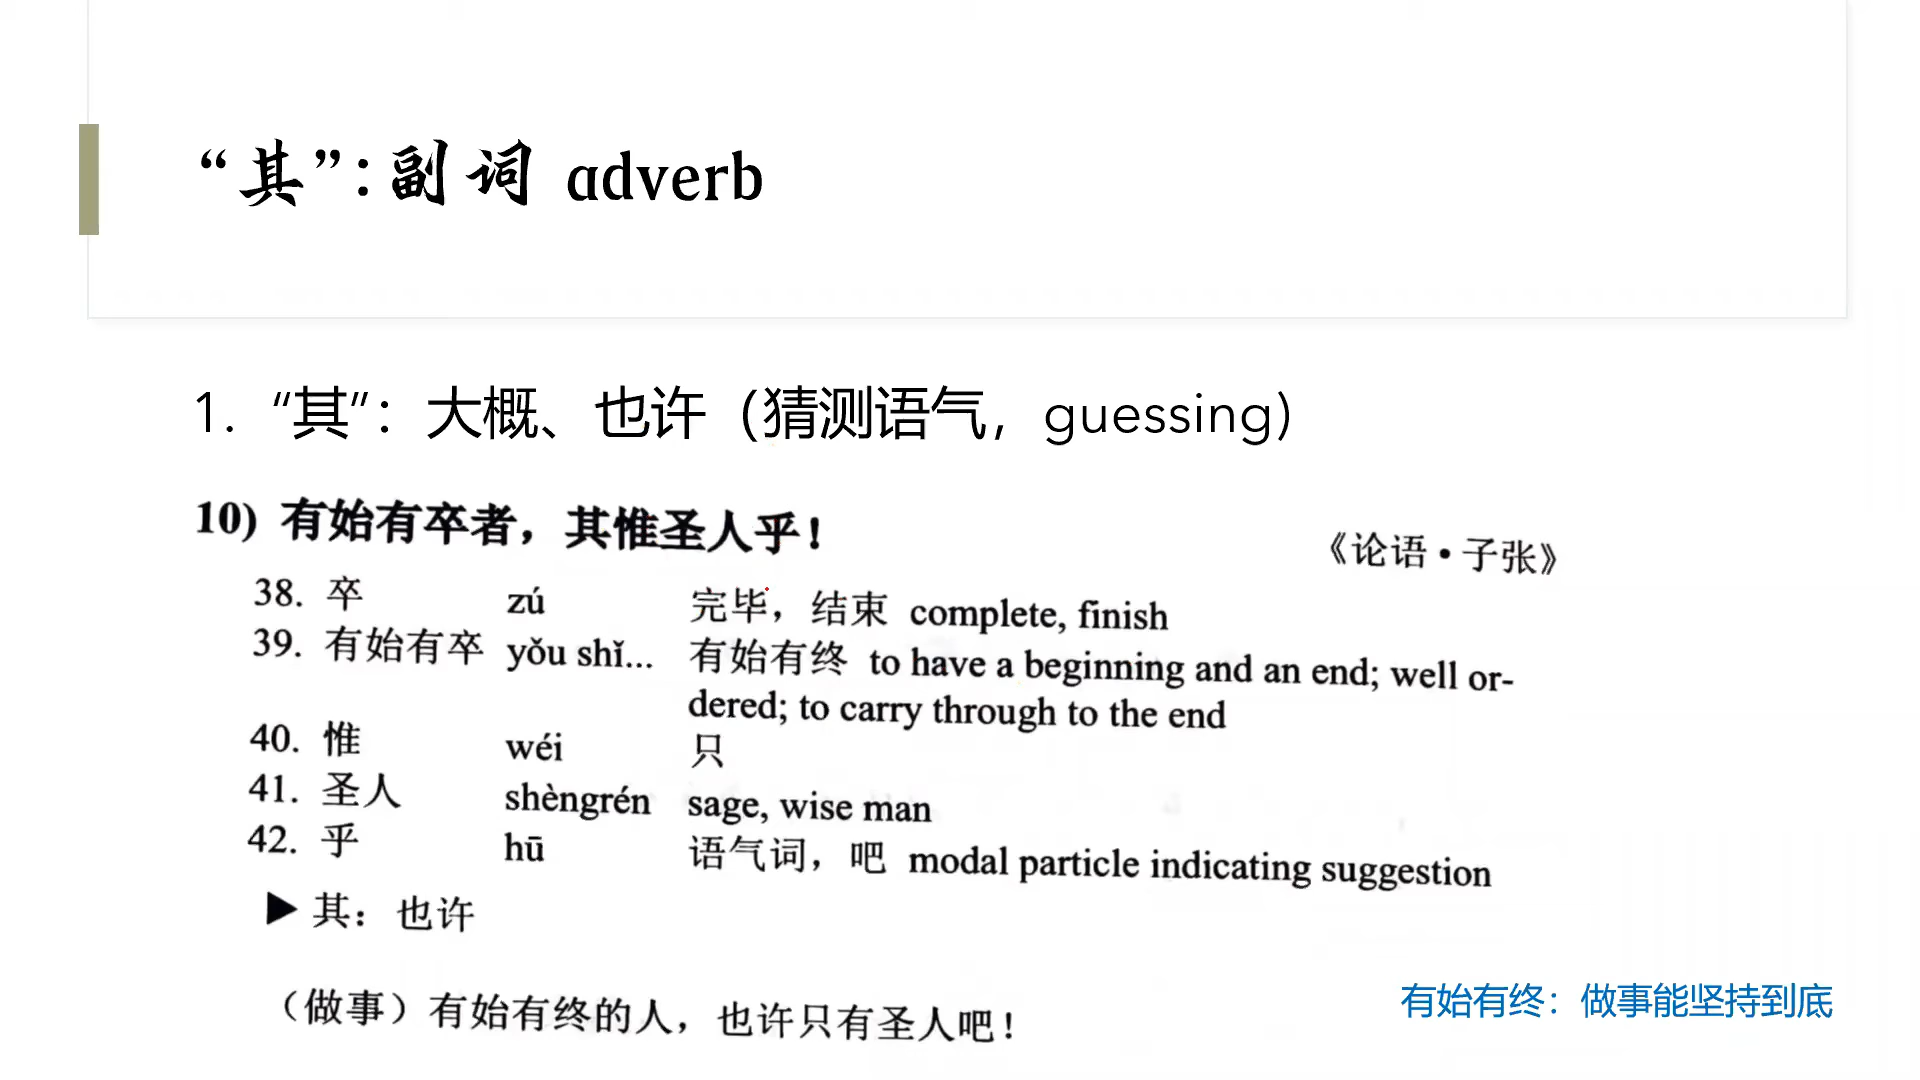 “其”:副词 adverb
1. “其”：大概、也许（猜测语气，guessing)
10) 有始有卒者，其惟圣人乎！
《论语·子张》
38. 卒 zú 完毕，结束 complete, finish
39. 有始有卒 yǒu shǐ... 有始有终 to have a beginning and an end; well or-
dered; to carry through to the end
40. 惟 wéi 只
41. 圣人 shèngrén sage, wise man
42. 乎 hū 语气词，吧 modal particle indicating suggestion
▶ 其：也许
（做事）有始有终的人，也许只有圣人吧！
有始有终：做事能坚持到底